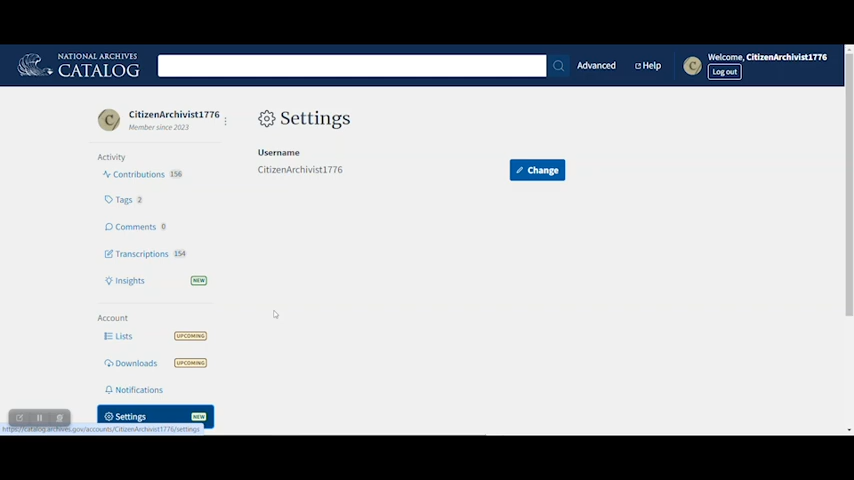 NATIONAL ARCHIVES
CATALOG
Advanced
Help
Welcome, CitizenArchivist1776
Log out
C
C
CitizenArchivist1776
Member since 2023
Settings
Username
CitizenArchivist1776
Change
Activity
Contributions 156
Tags 2
Comments 0
Transcriptions 154
Insights NEW
Account
Lists UPCOMING
Downloads UPCOMING
Notifications
Settings NEW
https://catalog.archives.gov/accounts/CitizenArchivist1776/settings